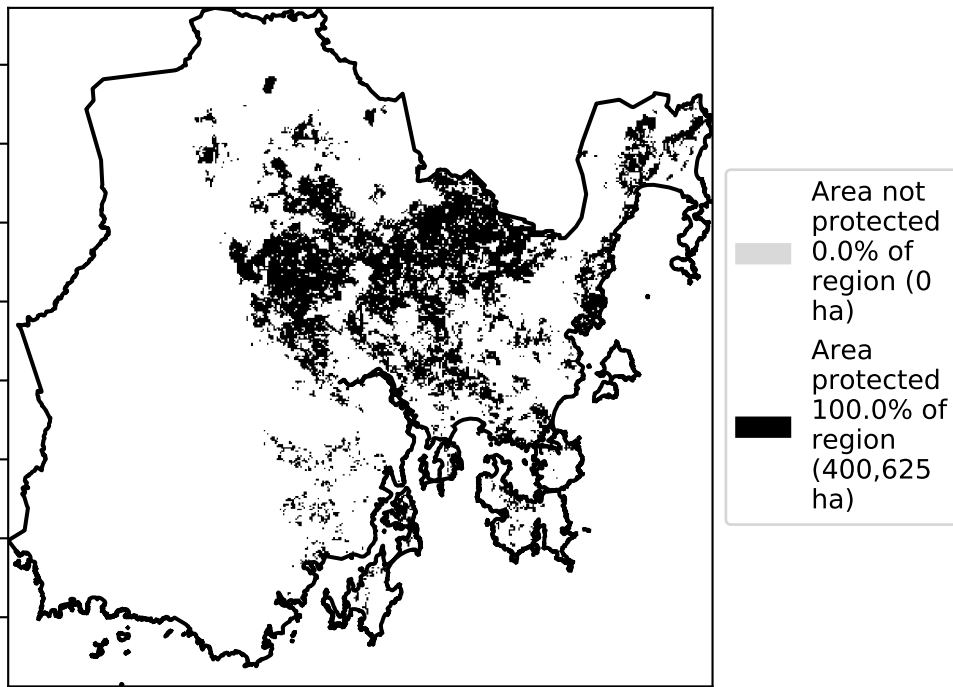 Area not
protected
0.0% of
region (0
ha)
Area
protected
100.0% of
region
(400,625
ha)